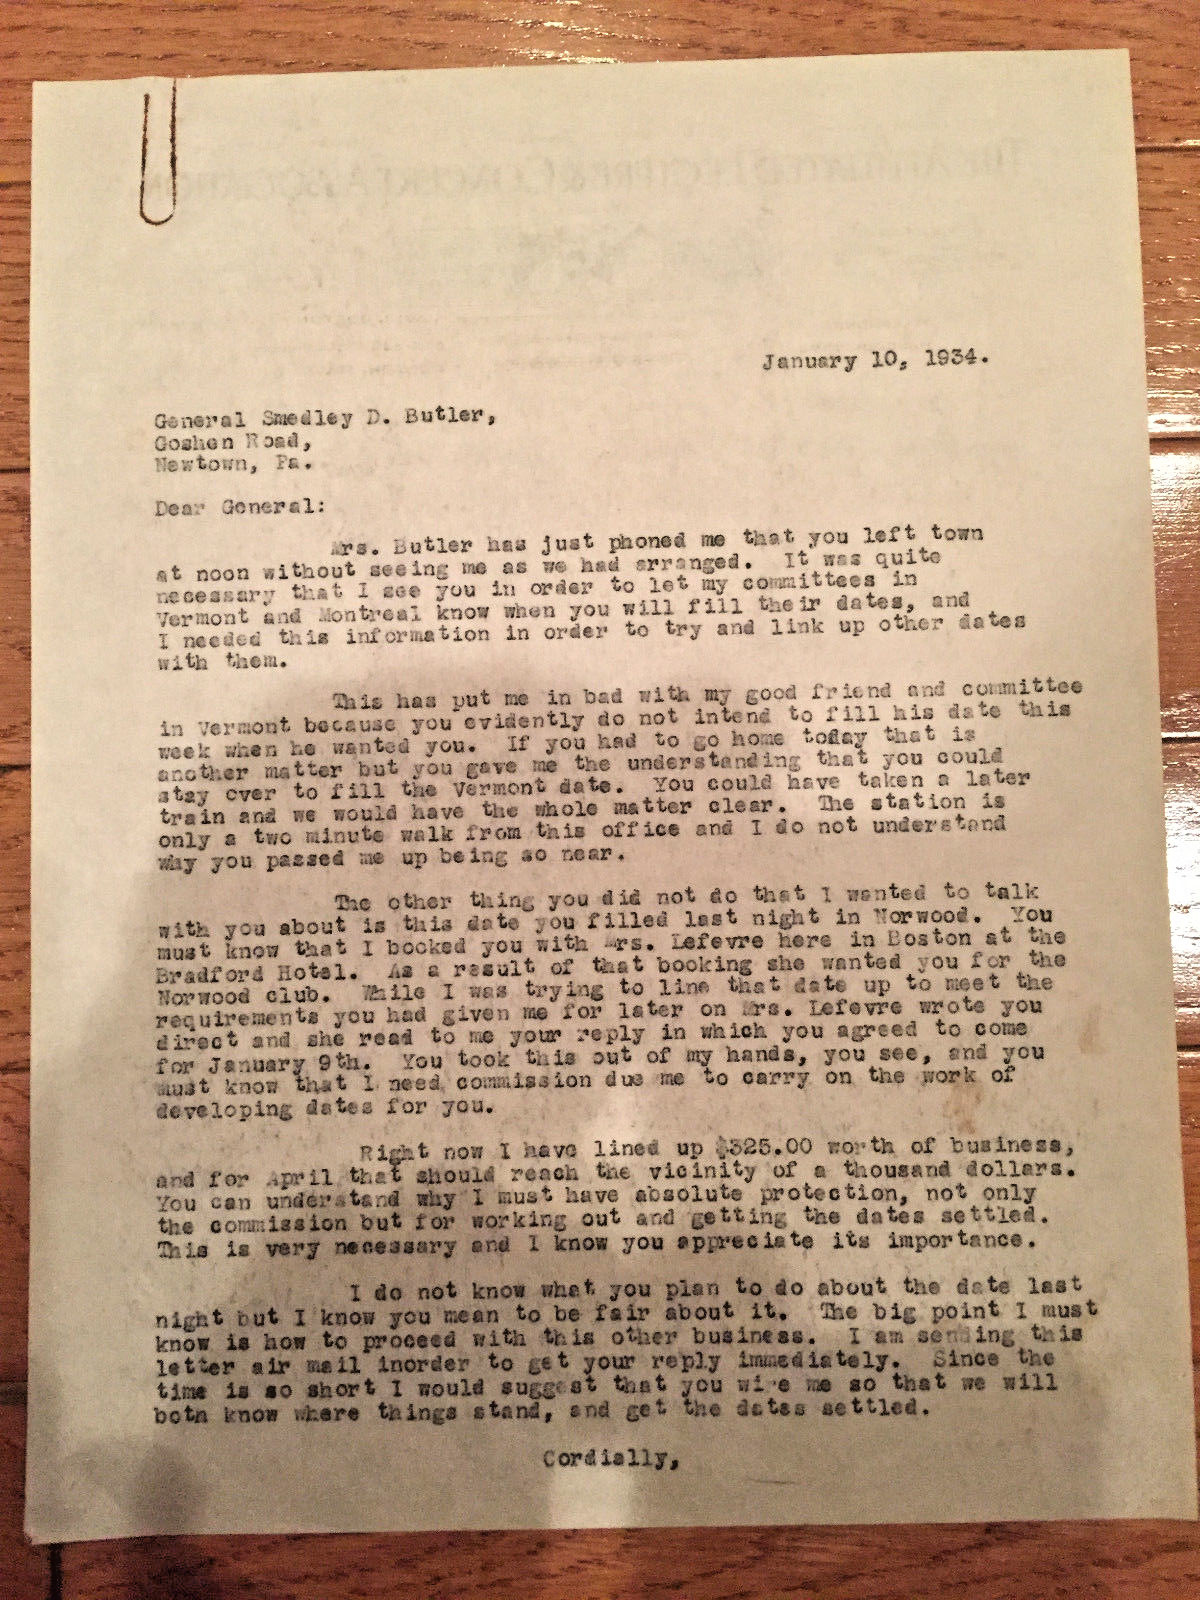 January 10, 1934.
General Smedley D. Butler,
Goshen Road,
Newtown, Pa.
Dear General:
Mrs. Butler has just phoned me that you left town
at noon without seeing me as we had arranged. It was quite
necessary that I see you in order to let my committees in
Vermont and Montreal know when you will fill their dates, and
I needed this information in order to try and link up other dates
with them.
This has put me in bad with my good friend and committee
in Vermont because you evidently do not intend to fill his date this
week when he wanted you. If you had to go home today that is
another matter but you gave me the understanding that you could
stay over to fill the Vermont date. You could have taken a later
train and we would have the whole matter clear. The station is
only a two minute walk from this office and I do not understand
why you passed me up being so near.
The other thing you did not do that I wanted to talk
with you about is this date you filled last night in Norwood. You
must know that I booked you with Mrs. Lefevre here in Boston at the
Bradford Hotel. As a result of that booking she wanted you for the
Norwood club. While I was trying to line that date up to meet the
requirements you had given me for later on Mrs. Lefevre wrote you
direct and she read to me your reply in which you agreed to come
for January 9th. You took this out of my hands, you see, and you
must know that I need commission due me to carry on the work of
developing dates for you.
Right now I have lined up $325.00 worth of business,
and for April that should reach the vicinity of a thousand dollars.
You can understand why I must have absolute protection, not only
the commission but for working out and getting the dates settled.
This is very necessary and I know you appreciate its importance.
I do not know what you plan to do about the date last
night but I know you mean to be fair about it. The big point I must
know is how to proceed with this other business. I am sending this
letter air mail inorder to get your reply immediately. Since the
time is so short I would suggest that you wire me so that we will
both know where things stand, and get the dates settled.
Cordially,